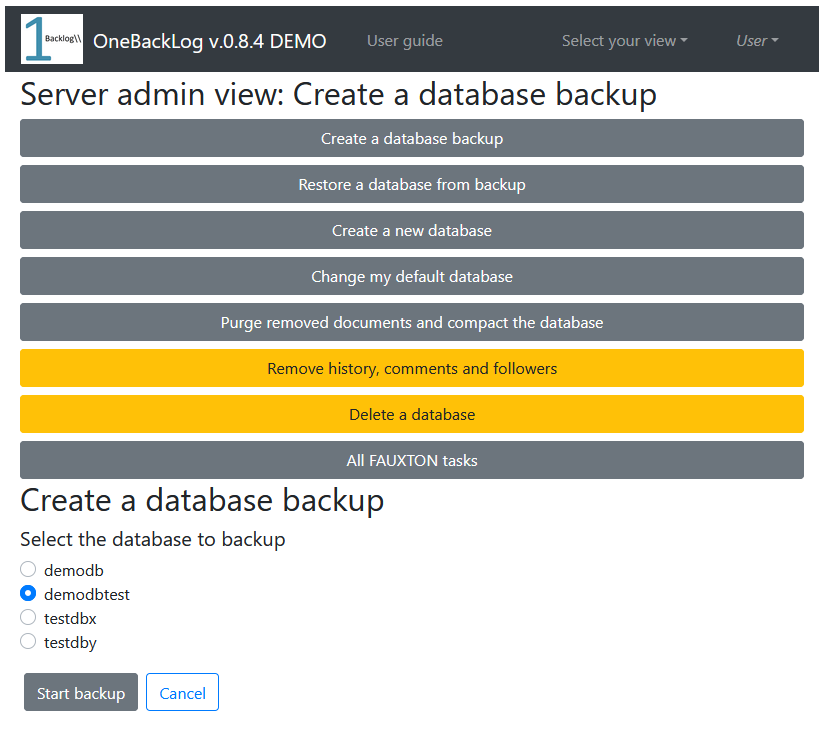 1 Backlog\\ OneBackLog v.0.8.4 DEMO User guide Select your view User
Server admin view: Create a database backup
Create a database backup
Restore a database from backup
Create a new database
Change my default database
Purge removed documents and compact the database
Remove history, comments and followers
Delete a database
All FAUXTON tasks
Create a database backup
Select the database to backup
demodb
demodbtest
testdbx
testdby
Start backup Cancel